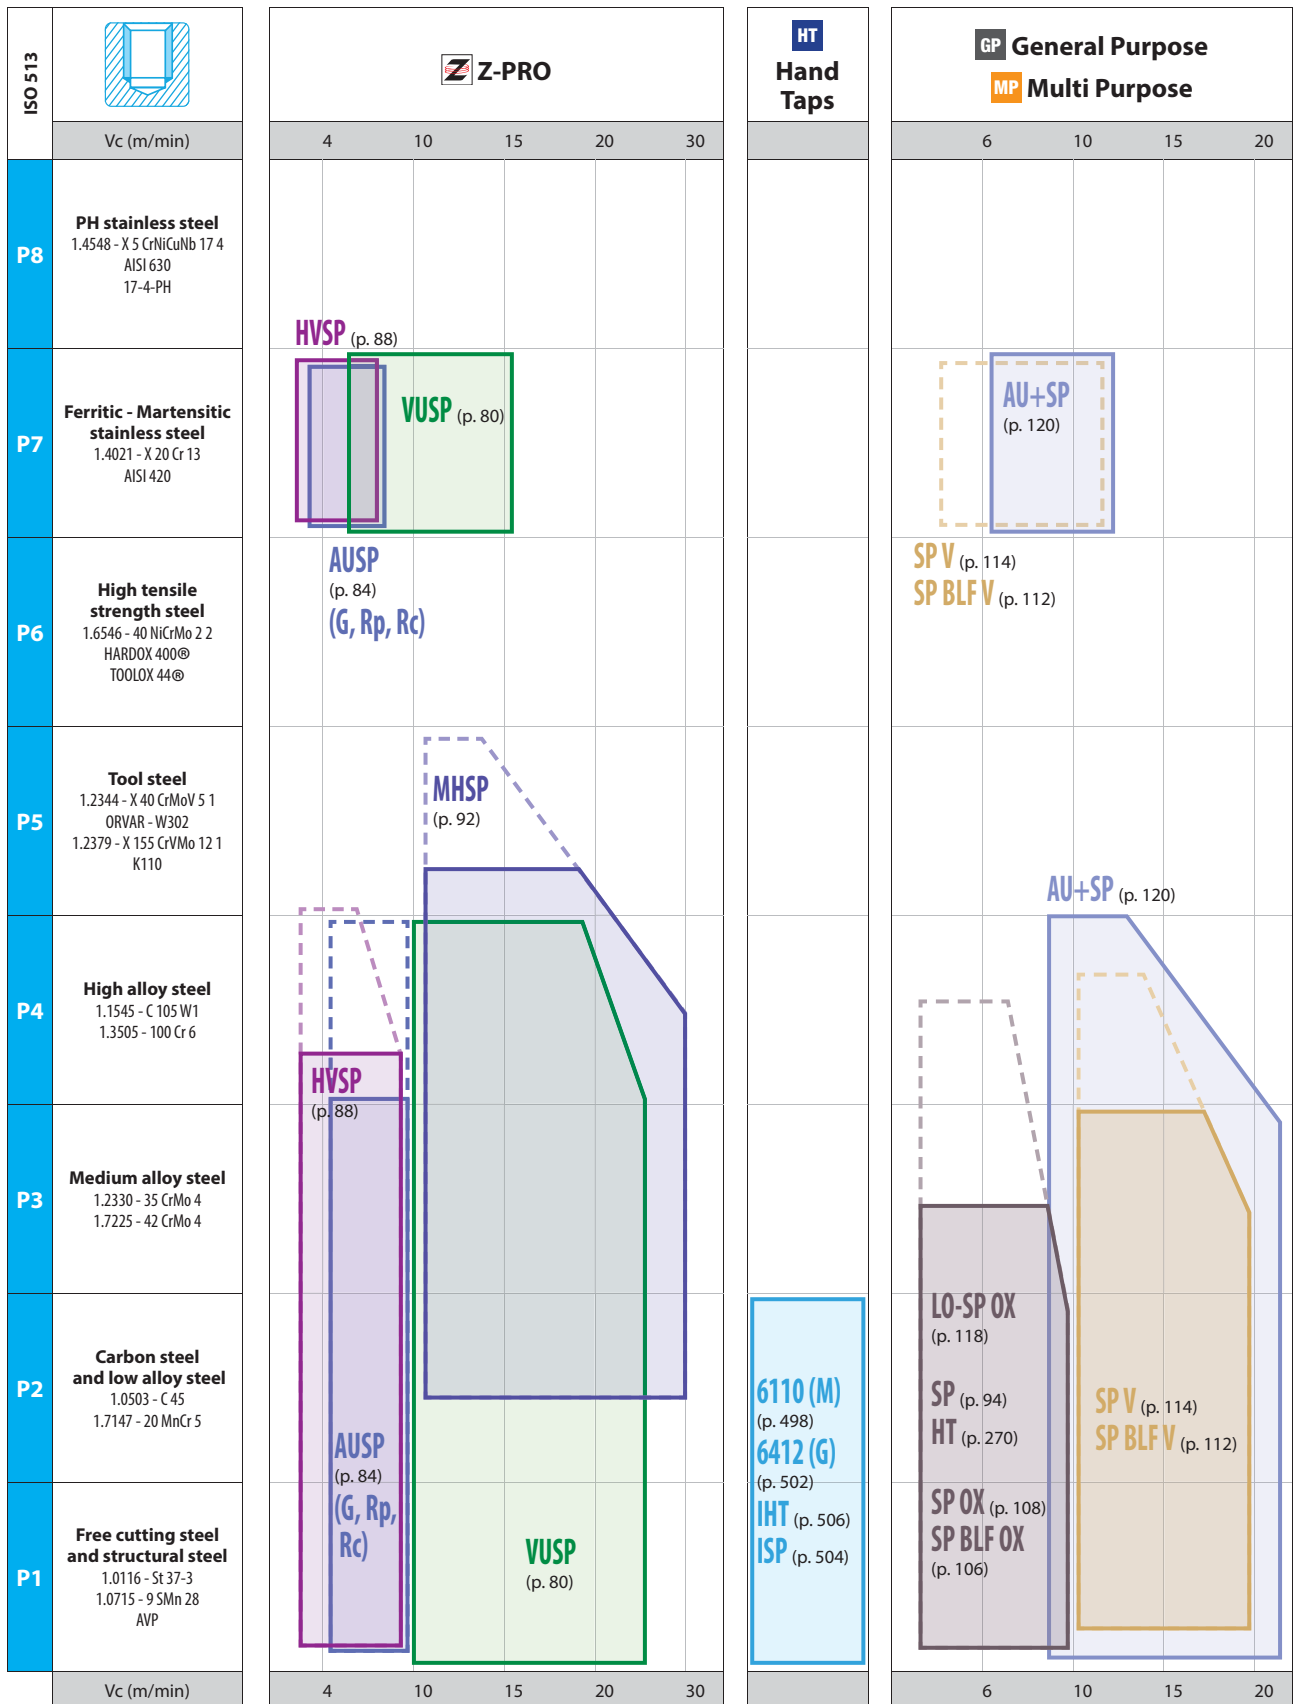 ISO 513
Z-PRO
HT
Hand
Taps
GP General Purpose
MP Multi Purpose
Vc (m/min)
4 10 15 20 30
6 10 15 20
P8
PH stainless steel
1.4548 - X 5 CrNiCuNb 17 4
AISI 630
17-4-PH
HVSP (p. 88)
P7
Ferritic - Martensitic
stainless steel
1.4021 - X 20 Cr 13
AISI 420
VUSP (p. 80)
AU+SP
(p. 120)
P6
High tensile
strength steel
1.6546 - 40 NiCrMo 2 2
HARDOX 400®
TOOLOX 44®
AUSP
(p. 84)
(G, Rp, Rc)
SP V (p. 114)
SP BLF V (p. 112)
P5
Tool steel
1.2344 - X 40 CrMoV 5 1
ORVAR - W302
1.2379 - X 155 CrVMo 12 1
K110
MHSP
(p. 92)
AU+SP (p. 120)
P4
High alloy steel
1.1545 - C 105 W1
1.3505 - 100 Cr 6
HVSP
(p. 88)
P3
Medium alloy steel
1.2330 - 35 CrMo 4
1.7225 - 42 CrMo 4
P2
Carbon steel
and low alloy steel
1.0503 - C 45
1.7147 - 20 MnCr 5
AUSP
(p. 84)
(G, Rp,
Rc)
6110 (M)
(p. 498)
6412 (G)
(p. 502)
IHT (p. 506)
ISP (p. 504)
LO-SP OX
(p. 118)
SP (p. 94)
HT (p. 270)
SP OX (p. 108)
SP BLF OX
(p. 106)
SP V (p. 114)
SP BLF V (p. 112)
P1
Free cutting steel
and structural steel
1.0116 - St 37-3
1.0715 - 9 SMn 28
AVP
VUSP
(p. 80)
Vc (m/min)
4 10 15 20 30
6 10 15 20